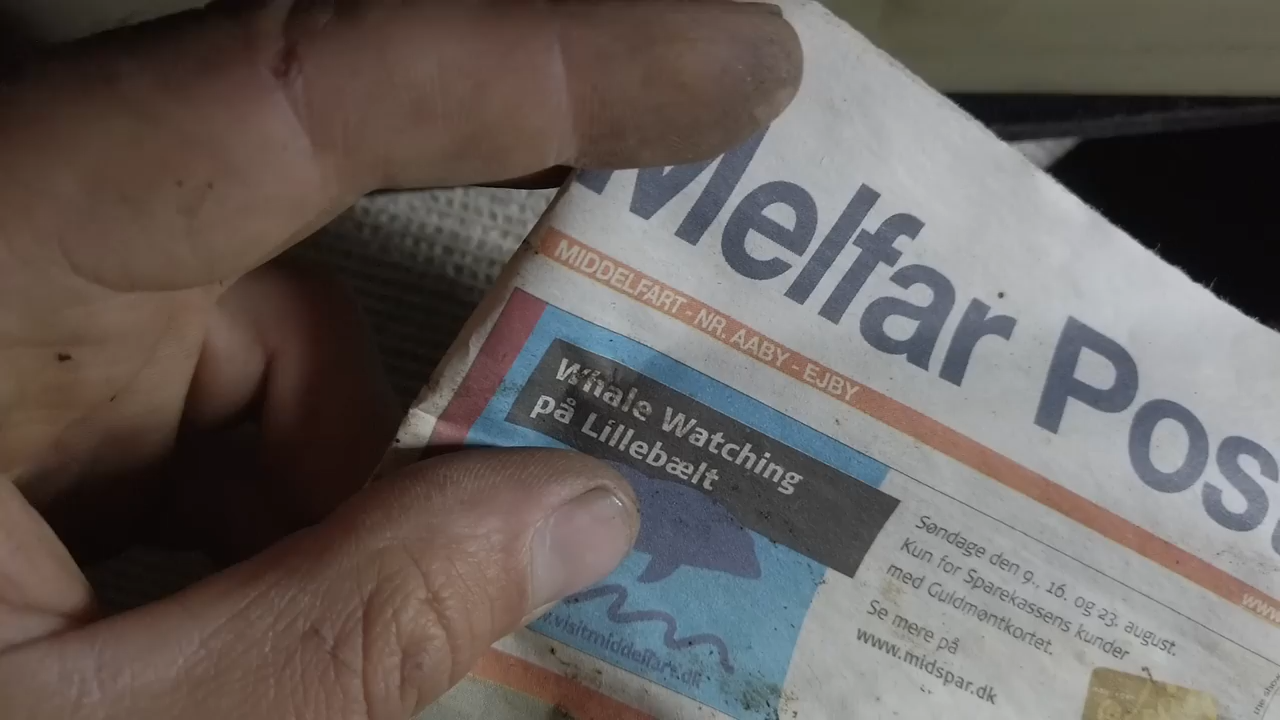 Melfar Pos
MIDDELFART - NR. AABY - EJBY
www
Whale Watching
på Lillebælt
Søndage den 9., 16. og 23. august.
Kun for Sparekassens kunder
med Guldmøntkortet.
Se mere på
www.midspar.dk
.visitmiddelfart.dk